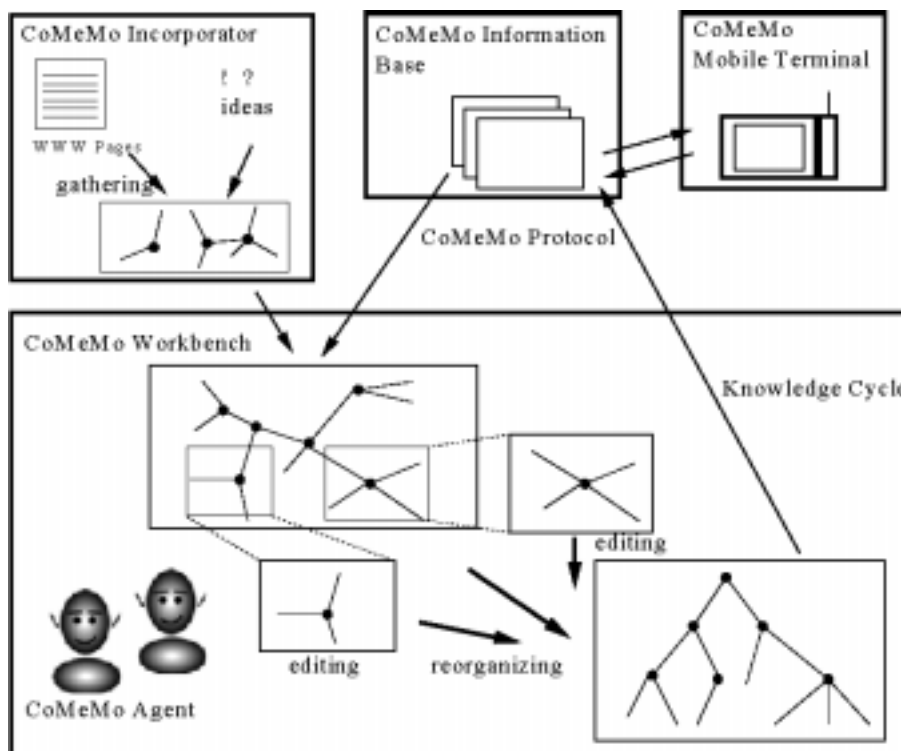 CoMeMo Incorporator
! ?
ideas
WWW Pages
gathering
CoMeMo Information
Base
CoMeMo
Mobile Terminal
CoMeMo Protocol
CoMeMo Workbench
Knowledge Cycle
editing
editing
reorganizing
CoMeMo Agent